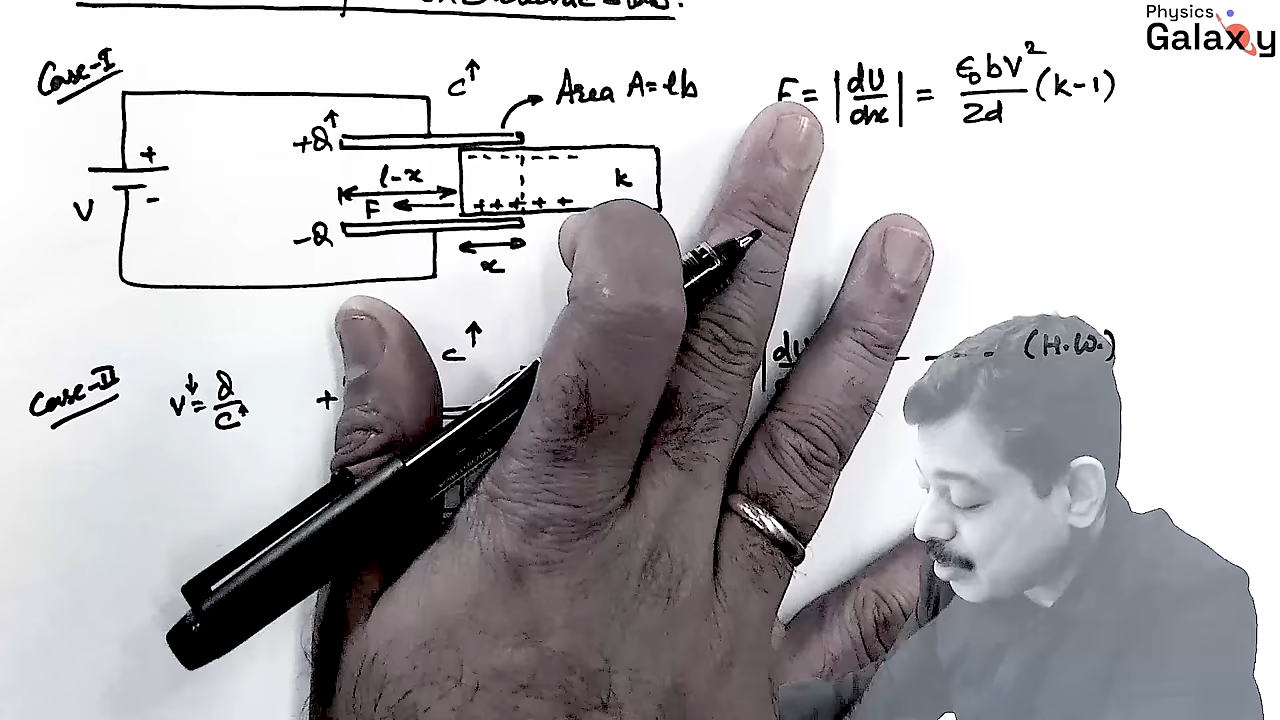 Physics
Galaxy
Case-I
C↑
Area A = lb
F = |dU/dx| = ε₀bV²/2d (k-1)
+Q↑
+
l-x
k
V
-
F
+ + + + +
-Q
x
C↑
(H.W.)
Case-II
V↓ = Q/C↑
+